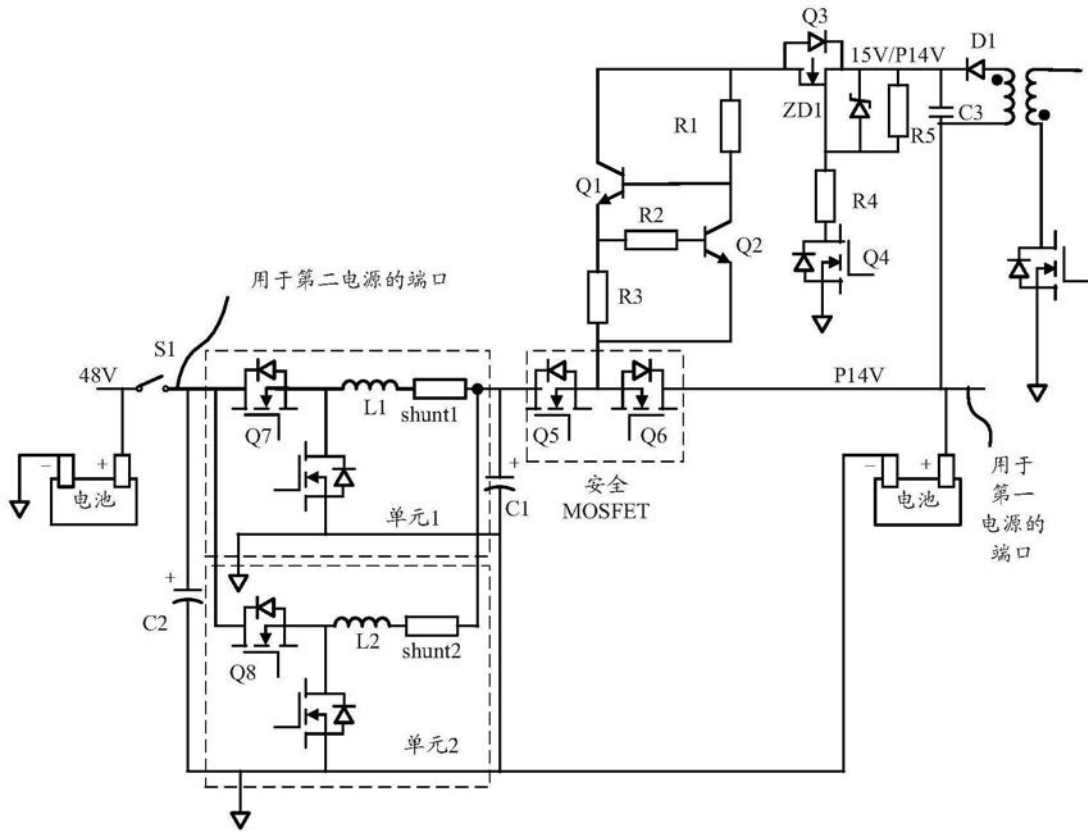 Q3
15V/P14V
D1
ZD1
R5
C3
R1
Q1
R2
Q2
R4
Q4
R3
用于第二电源的端口
S1
48V
L1
shunt1
Q7
P14V
Q5
Q6
安全
MOSFET
- +
电池
单元1
+
C1
- +
电池
用于
第一
电源的
端口
+
C2
L2
shunt2
Q8
单元2